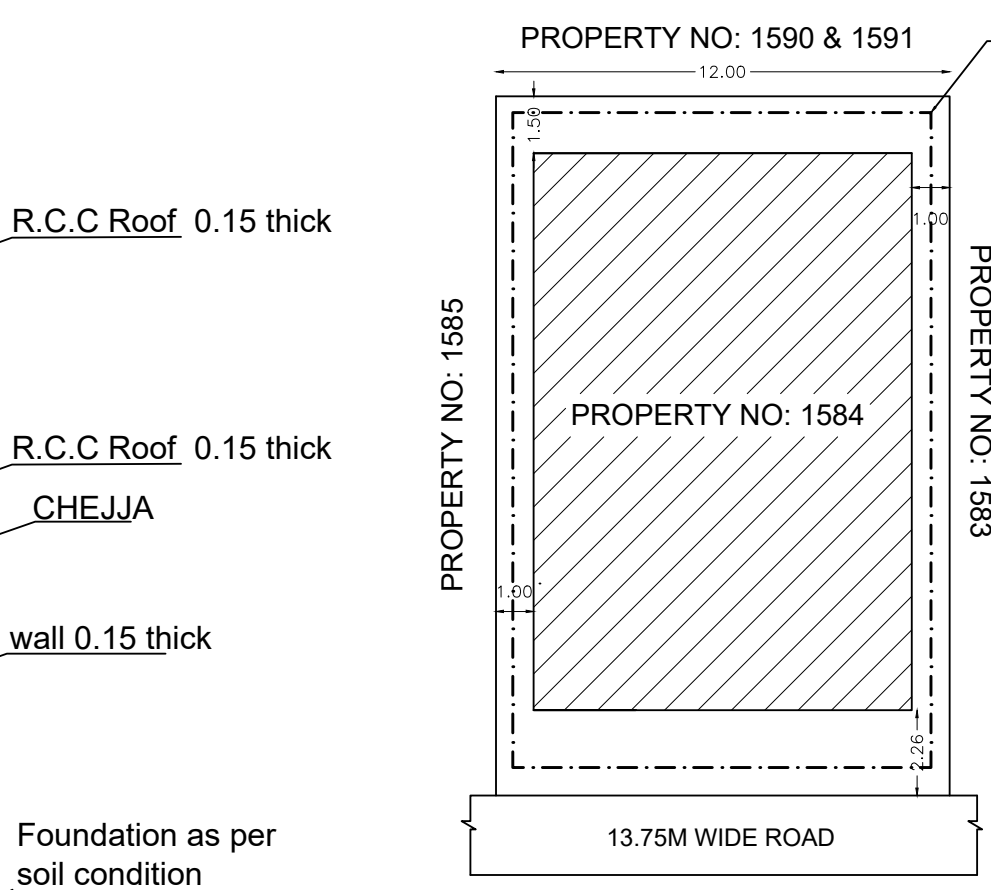 PROPERTY NO: 1590 & 1591
12.00
1.50
R.C.C Roof 0.15 thick
1.00
PROPERTY NO: 1585
PROPERTY NO: 1583
PROPERTY NO: 1584
R.C.C Roof 0.15 thick
CHEJJA
1.00
wall 0.15 thick
2.26
13.75M WIDE ROAD
Foundation as per
soil condition